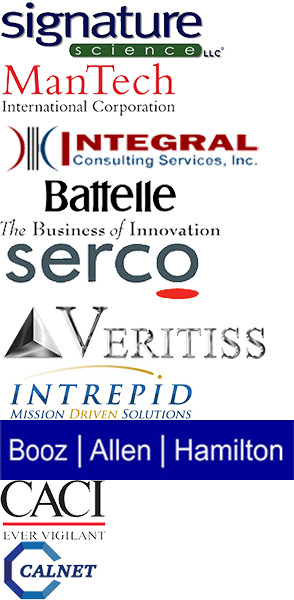 signature
science LLC
ManTech
International Corporation
INTEGRAL
Consulting Services, Inc.
Battelle
The Business of Innovation
serco
VERITISS
INTREPID
MISSION DRIVEN SOLUTIONS
Booz | Allen | Hamilton
CACI
EVER VIGILANT
CALNET